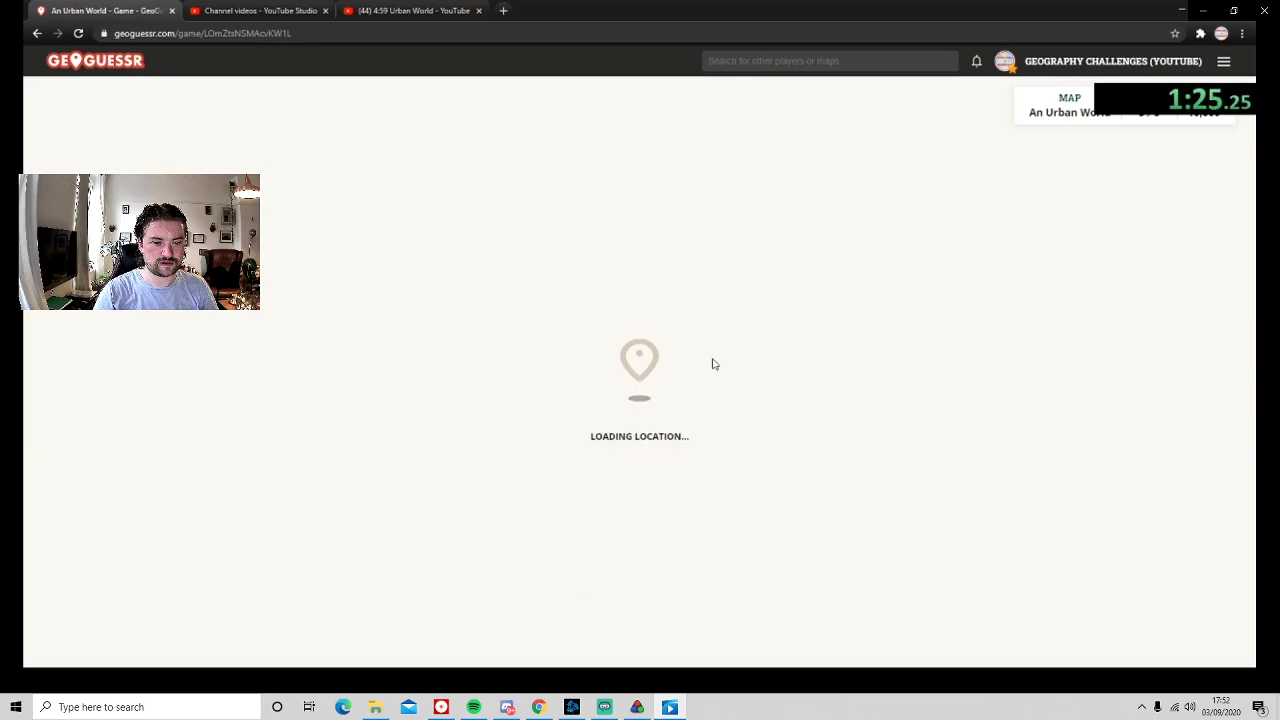 An Urban World - Game - GeoG
Channel videos - YouTube Studio
(44) 4:59 Urban World - YouTube
geoguessr.com/game/LOmZtsNSMAcvKW1L
GEOGUESSR
Search for other players or maps
GEOGRAPHY CHALLENGES (YOUTUBE)
MAP
1:25.25
An Urban World
LOADING LOCATION...
Type here to search
17:52
03/09/2020